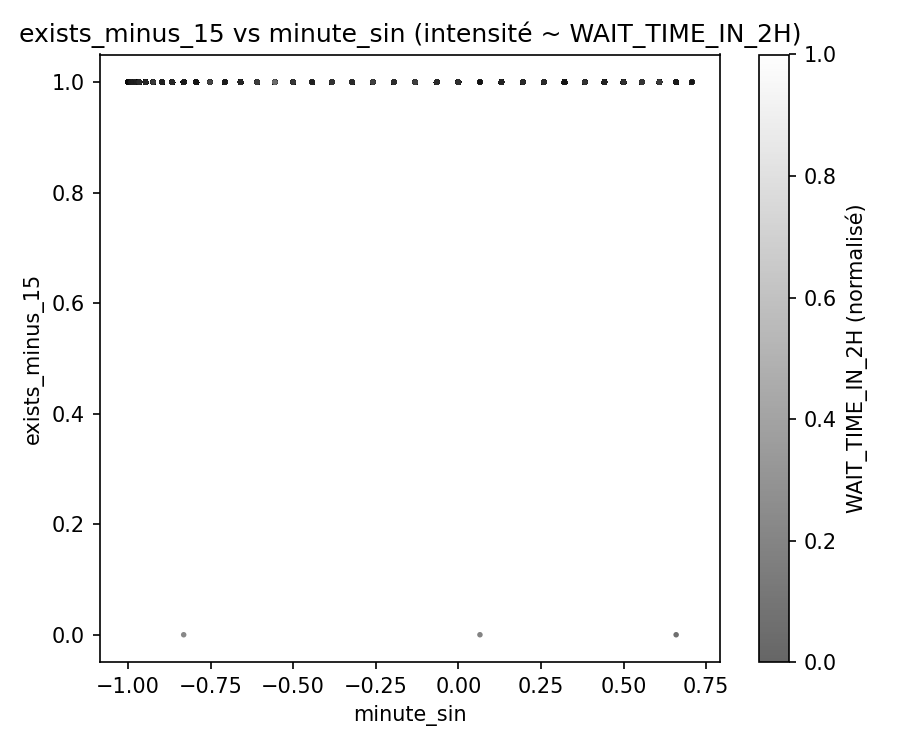 exists_minus_15 vs minute_sin (intensité ~ WAIT_TIME_IN_2H)
1.0
0.8
0.6
0.4
0.2
0.0
exists_minus_15
−1.00 −0.75 −0.50 −0.25 0.00 0.25 0.50 0.75
minute_sin
1.0
0.8
0.6
0.4
0.2
0.0
WAIT_TIME_IN_2H (normalisé)